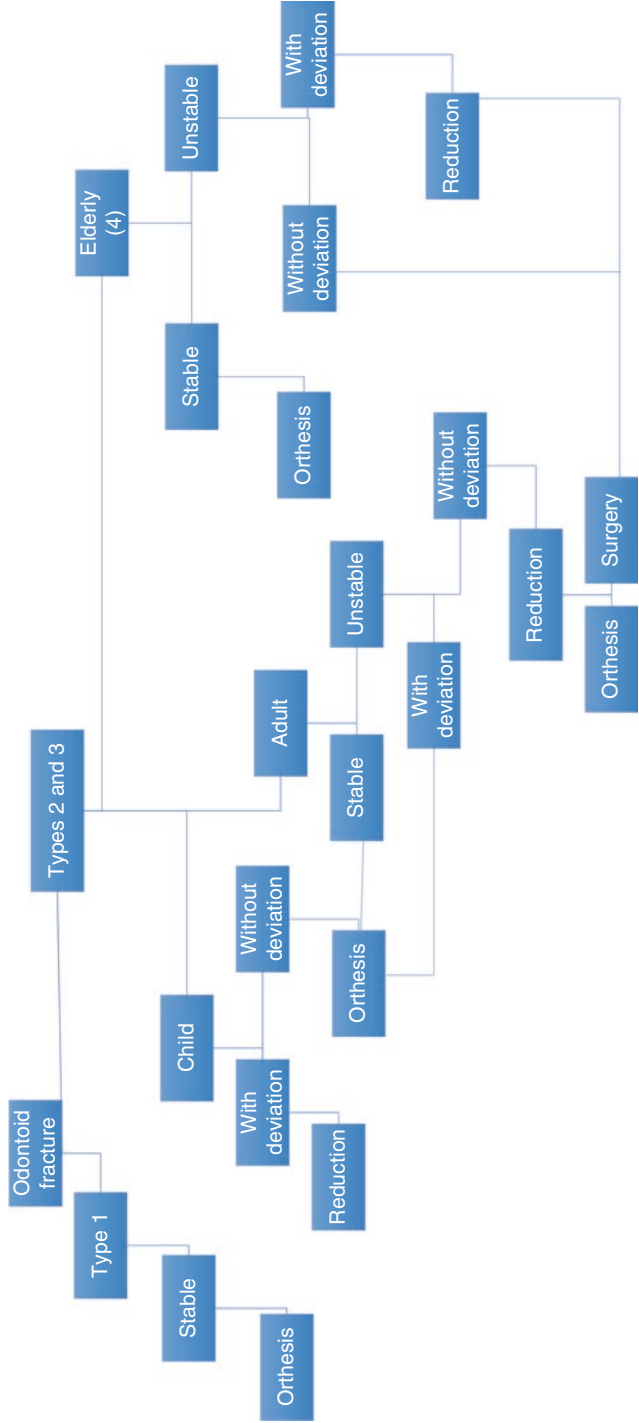 Odontoid
fracture
Types 2 and 3
Type 1
Elderly
(4)
Stable
Child
Adult
Stable
Unstable
Orthesis
With
deviation
Without
deviation
Orthesis
Without
deviation
With
deviation
Reduction
Orthesis
Stable
Unstable
With
deviation
Without
deviation
Reduction
Reduction
Orthesis
Surgery